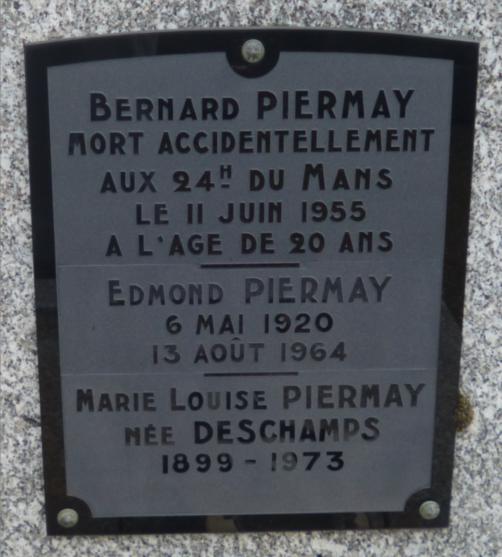 BERNARD PIERMAY
MORT ACCIDENTELLEMENT
AUX 24H DU MANS
LE 11 JUIN 1955
A L'AGE DE 20 ANS
EDMOND PIERMAY
6 MAI 1920
13 AOÛT 1964
MARIE LOUISE PIERMAY
NÉE DESCHAMPS
1899 - 1973